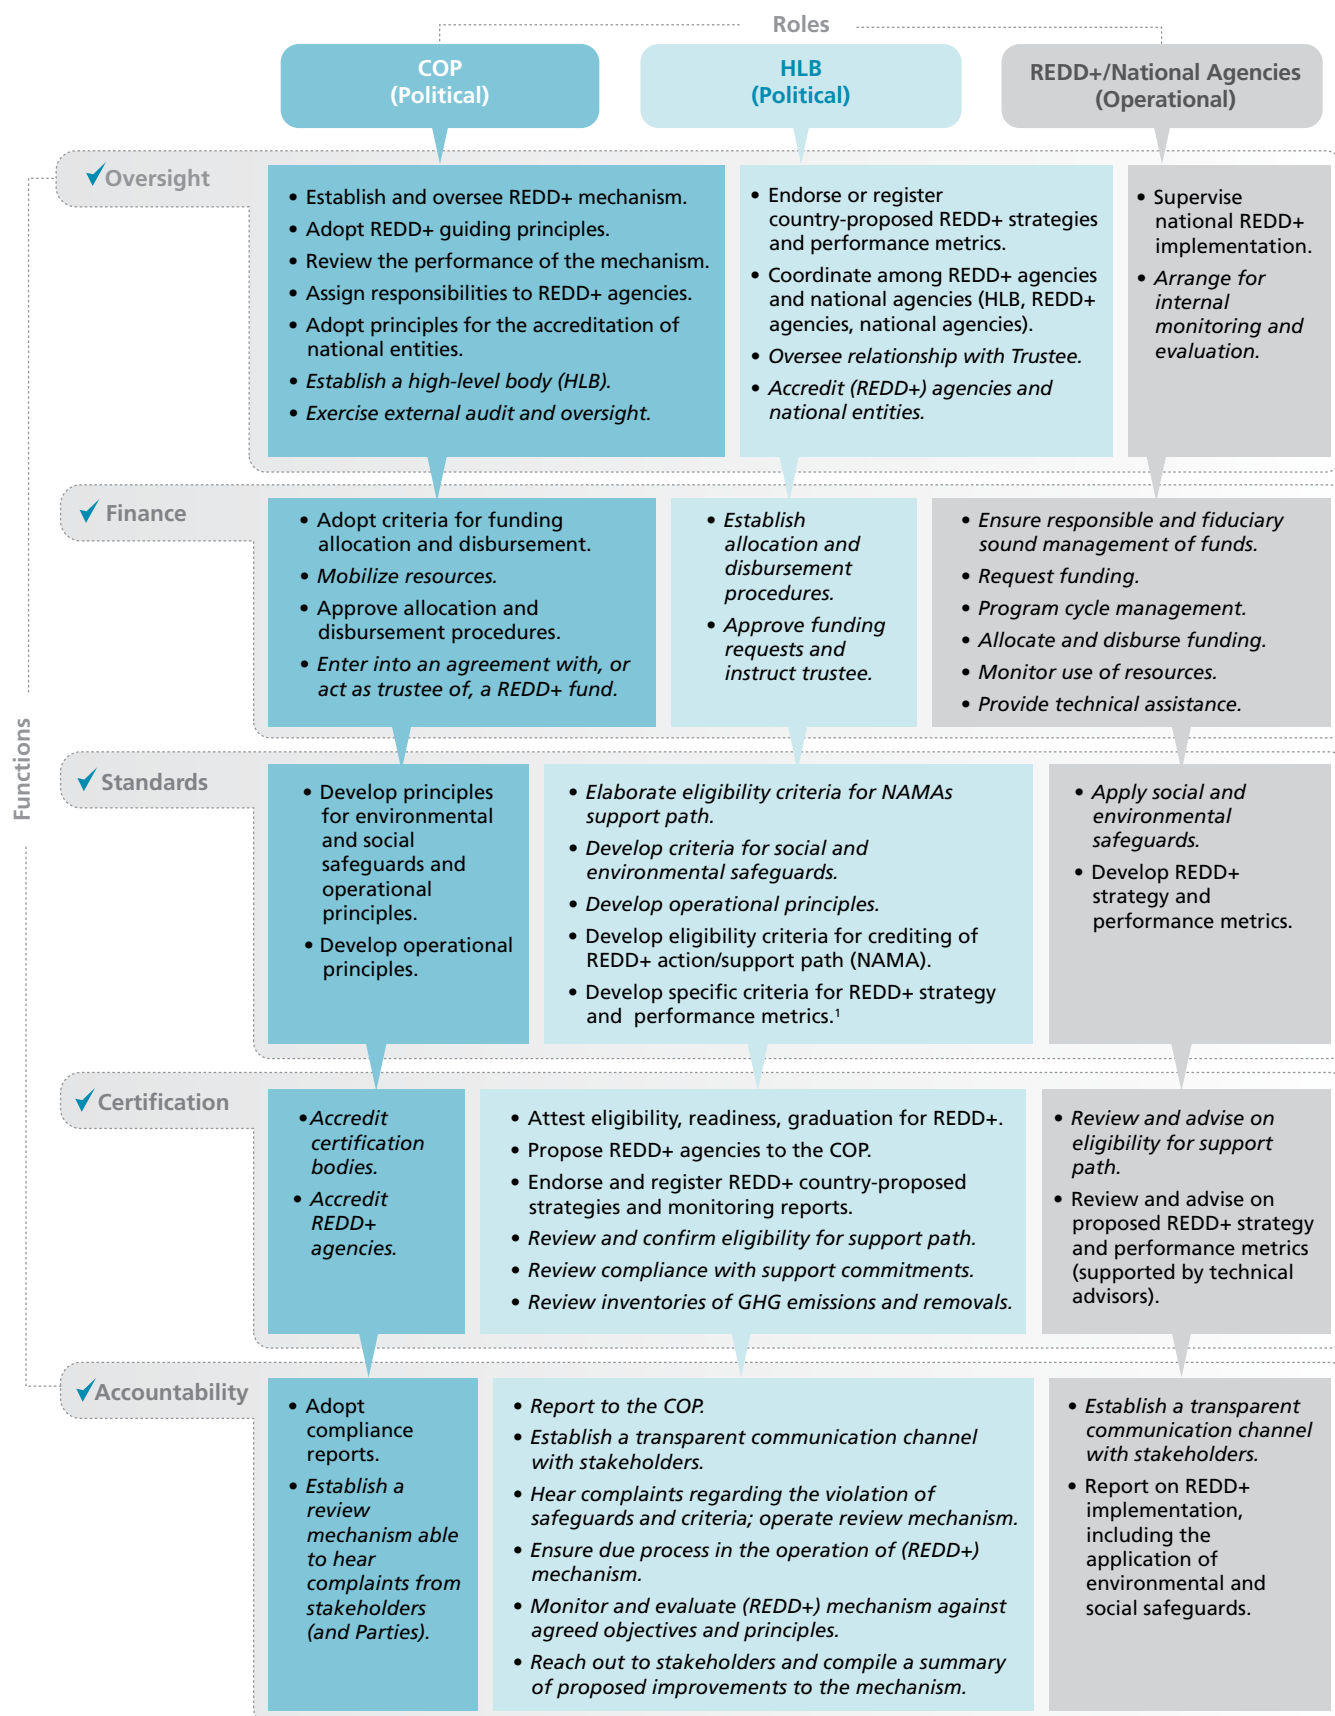 Roles
COP
(Political)
HLB
(Political)
REDD+/National Agencies
(Operational)
Functions
Oversight
• Establish and oversee REDD+ mechanism.
• Adopt REDD+ guiding principles.
• Review the performance of the mechanism.
• Assign responsibilities to REDD+ agencies.
• Adopt principles for the accreditation of
national entities.
• Establish a high-level body (HLB).
• Exercise external audit and oversight.
• Endorse or register
country-proposed REDD+ strategies
and performance metrics.
• Coordinate among REDD+ agencies
and national agencies (HLB, REDD+
agencies, national agencies).
• Oversee relationship with Trustee.
• Accredit (REDD+) agencies and
national entities.
• Supervise
national REDD+
implementation.
• Arrange for
internal
monitoring and
evaluation.
Finance
• Adopt criteria for funding
allocation and disbursement.
• Mobilize resources.
• Approve allocation and
disbursement procedures.
• Enter into an agreement with, or
act as trustee of, a REDD+ fund.
• Establish
allocation and
disbursement
procedures.
• Approve funding
requests and
instruct trustee.
• Ensure responsible and fiduciary
sound management of funds.
• Request funding.
• Program cycle management.
• Allocate and disburse funding.
• Monitor use of resources.
• Provide technical assistance.
Standards
• Develop principles
for environmental
and social
safeguards and
operational
principles.
• Develop operational
principles.
• Elaborate eligibility criteria for NAMAs
support path.
• Develop criteria for social and
environmental safeguards.
• Develop operational principles.
• Develop eligibility criteria for crediting of
REDD+ action/support path (NAMA).
• Develop specific criteria for REDD+ strategy
and performance metrics.¹
• Apply social and
environmental
safeguards.
• Develop REDD+
strategy and
performance metrics.
Certification
• Accredit
certification
bodies.
• Accredit
REDD+
agencies.
• Attest eligibility, readiness, graduation for REDD+.
• Propose REDD+ agencies to the COP.
• Endorse and register REDD+ country-proposed
strategies and monitoring reports.
• Review and confirm eligibility for support path.
• Review compliance with support commitments.
• Review inventories of GHG emissions and removals.
• Review and advise on
eligibility for support
path.
• Review and advise on
proposed REDD+ strategy
and performance metrics
(supported by technical
advisors).
Accountability
• Adopt
compliance
reports.
• Establish a
review
mechanism able
to hear
complaints from
stakeholders
(and Parties).
• Report to the COP.
• Establish a transparent communication channel
with stakeholders.
• Hear complaints regarding the violation of
safeguards and criteria; operate review mechanism.
• Ensure due process in the operation of (REDD+)
mechanism.
• Monitor and evaluate (REDD+) mechanism against
agreed objectives and principles.
• Reach out to stakeholders and compile a summary
of proposed improvements to the mechanism.
• Establish a transparent
communication channel
with stakeholders.
• Report on REDD+
implementation,
including the
application of
environmental and
social safeguards.